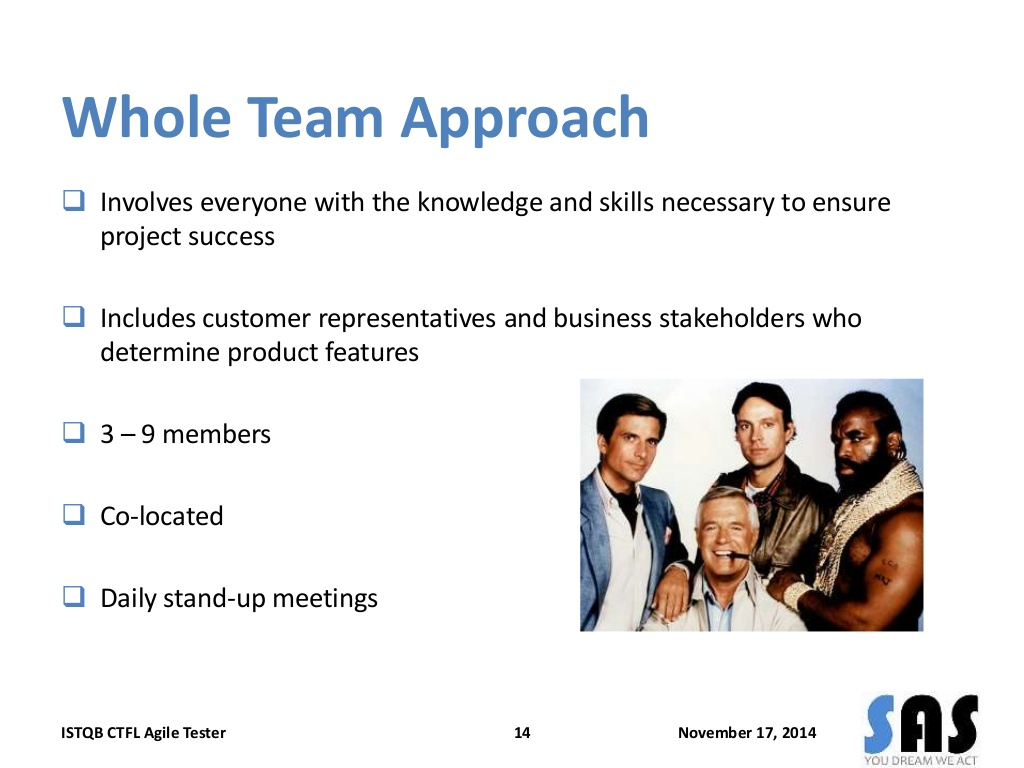 Whole Team Approach
❑ Involves everyone with the knowledge and skills necessary to ensure
project success
❑ Includes customer representatives and business stakeholders who
determine product features
❑ 3 – 9 members
❑ Co-located
❑ Daily stand-up meetings
ISTQB CTFL Agile Tester
14
November 17, 2014
SAS
YOU DREAM WE ACT